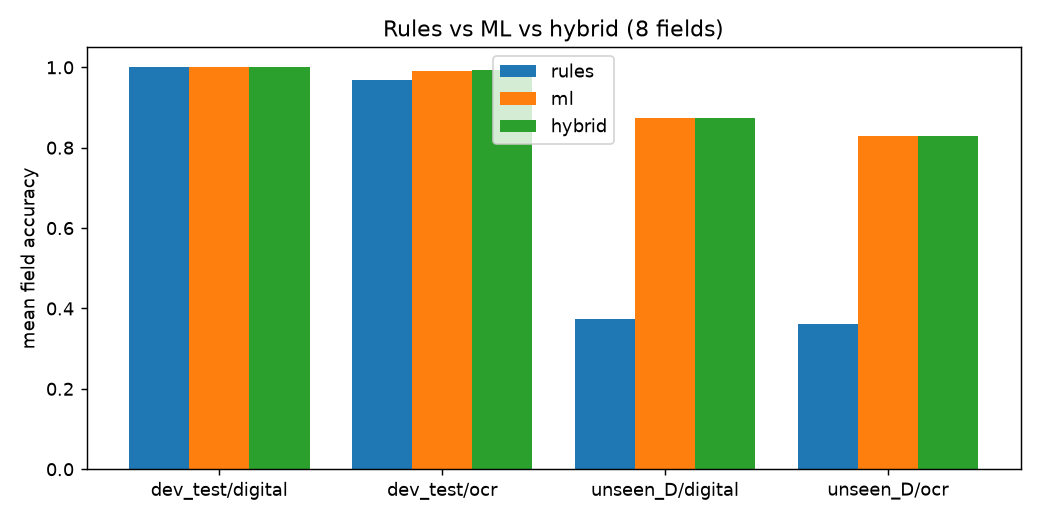 Rules vs ML vs hybrid (8 fields)
rules
ml
hybrid
mean field accuracy
1.0
0.8
0.6
0.4
0.2
0.0
dev_test/digital
dev_test/ocr
unseen_D/digital
unseen_D/ocr